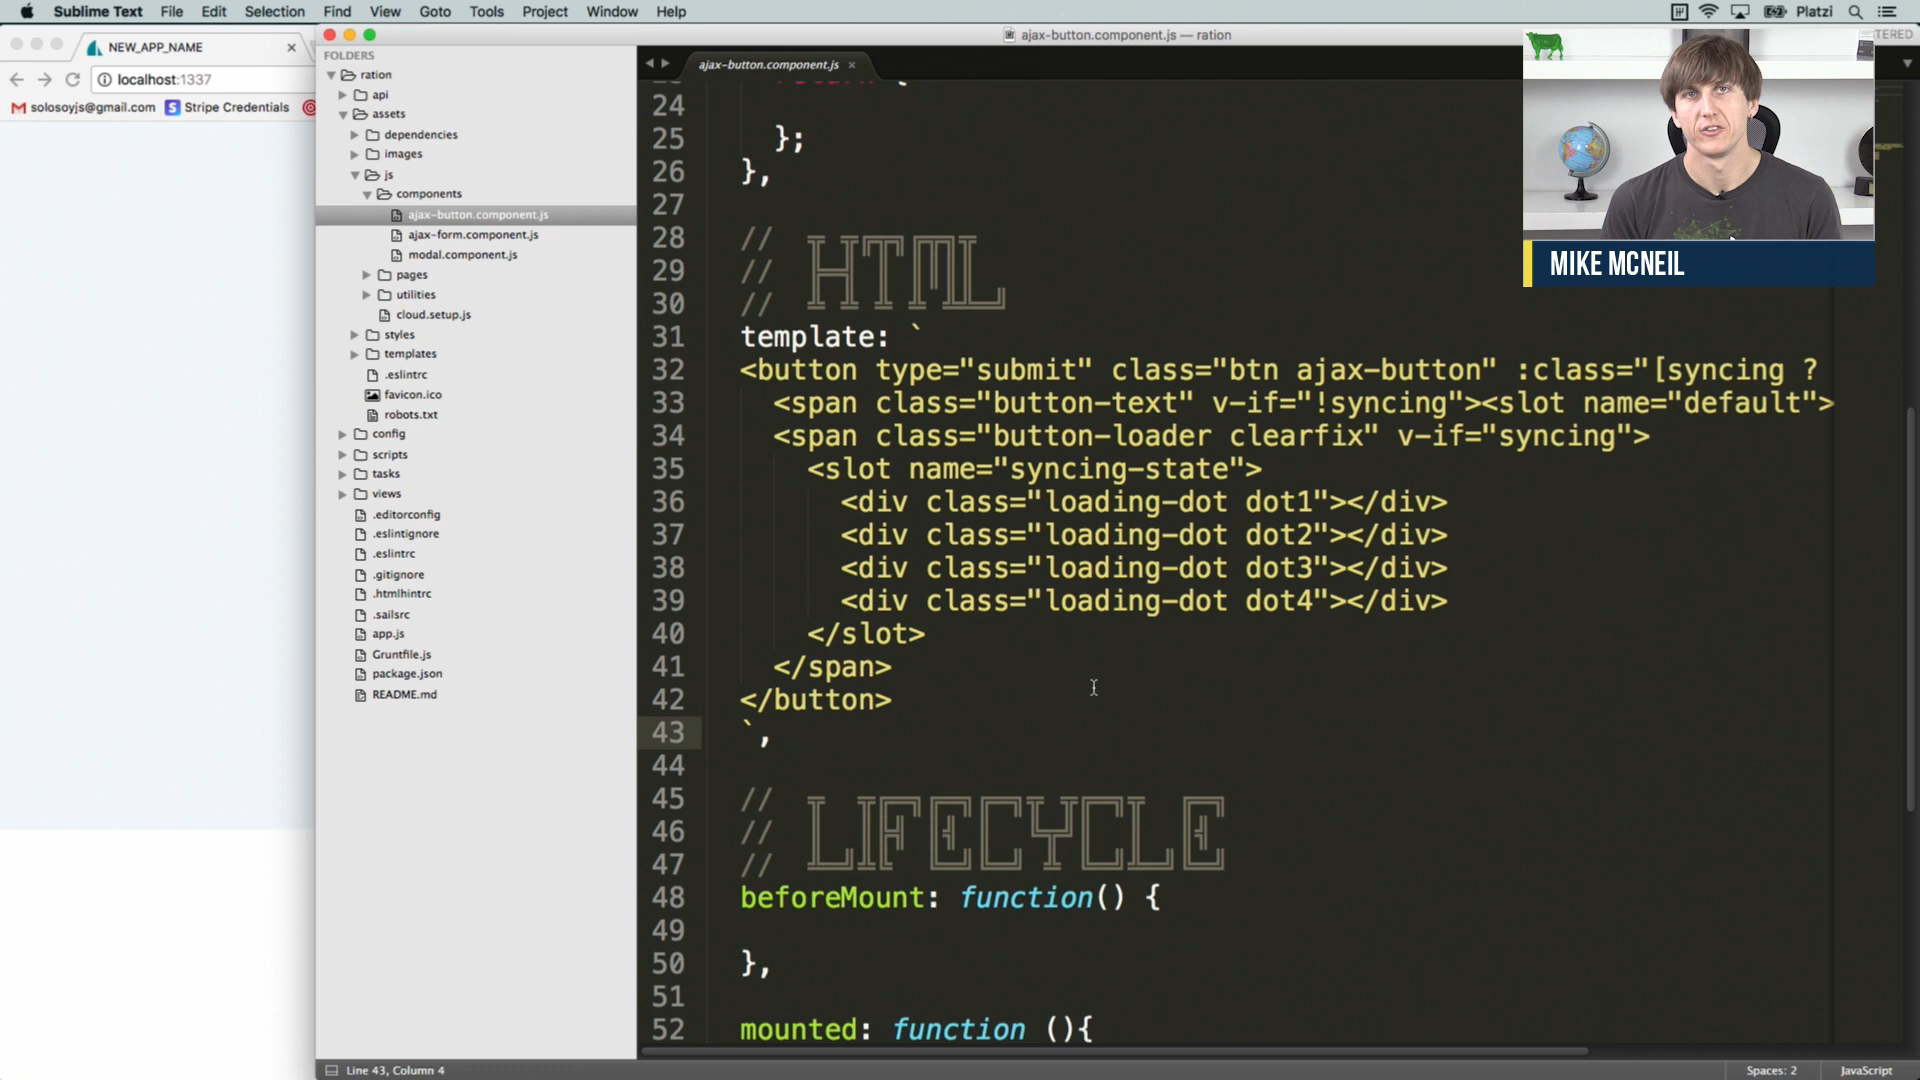 Sublime Text File Edit Selection Find View Goto Tools Project Window Help Platzi
NEW_APP_NAME
localhost:1337
solosoyjs@gmail.com Stripe Credentials
ajax-button.component.js — ration
FOLDERS
ration
api
assets
dependencies
images
js
components
ajax-button.component.js
ajax-form.component.js
modal.component.js
pages
utilities
cloud.setup.js
styles
templates
.eslintrc
favicon.ico
robots.txt
config
scripts
tasks
views
.editorconfig
.eslintignore
.eslintrc
.gitignore
.htmlhintrc
.sailsrc
app.js
Gruntfile.js
package.json
README.md
ajax-button.component.js
24
25 };
26 },
27
28 // HTML
29 //
30 //
31 template: `
32 <button type="submit" class="btn ajax-button" :class="[syncing ?
33 <span class="button-text" v-if="!syncing"><slot name="default">
34 <span class="button-loader clearfix" v-if="syncing">
35 <slot name="syncing-state">
36 <div class="loading-dot dot1"></div>
37 <div class="loading-dot dot2"></div>
38 <div class="loading-dot dot3"></div>
39 <div class="loading-dot dot4"></div>
40 </slot>
41 </span>
42 </button>
43 `,
44
45 // LIFECYCLE
46 //
47 //
48 beforeMount: function() {
49
50 },
51
52 mounted: function (){
TERED
MIKE MCNEIL
Line 43, Column 4
Spaces: 2 JavaScript